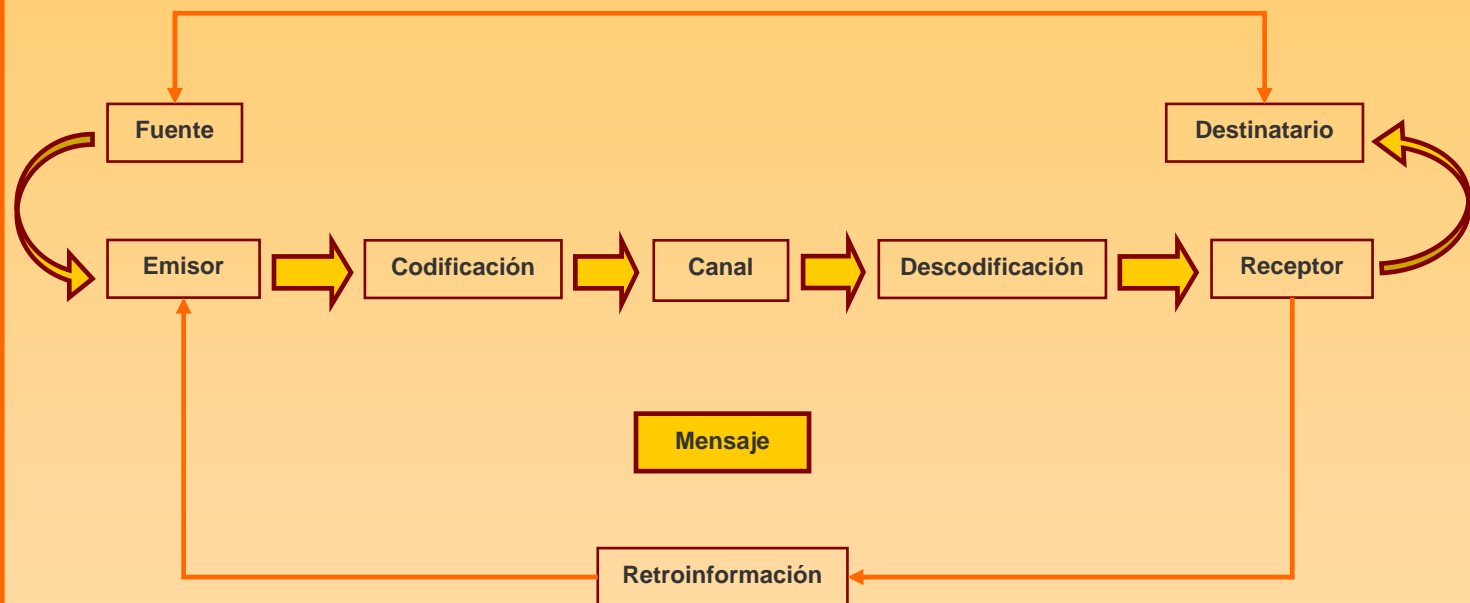 Fuente
Destinatario
Emisor
Codificación
Canal
Descodificación
Receptor
Mensaje
Retroinformación